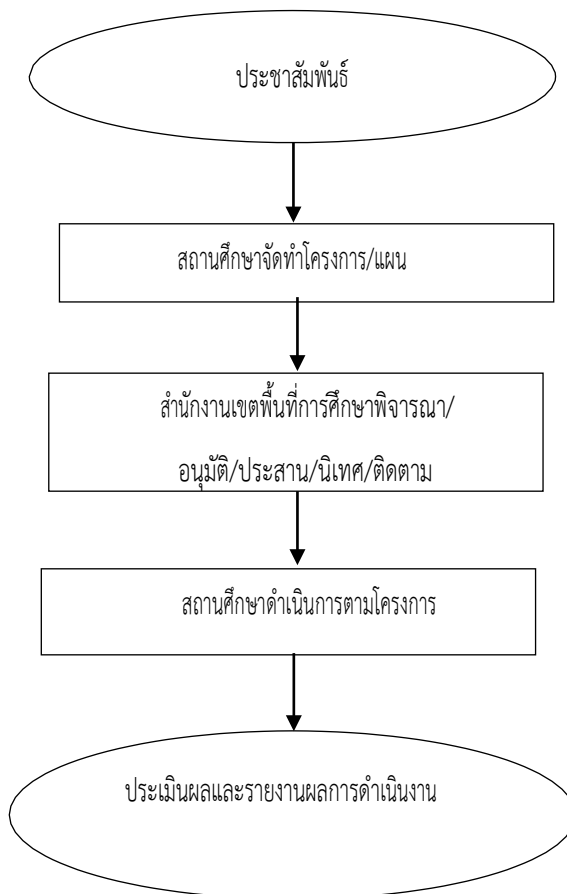 ประชาสัมพันธ์
สถานศึกษาจัดทำโครงการ/แผน
สำนักงานเขตพื้นที่การศึกษาพิจารณา/
อนุมัติ/ประสาน/นิเทศ/ติดตาม
สถานศึกษาดำเนินการตามโครงการ
ประเมินผลและรายงานผลการดำเนินงาน